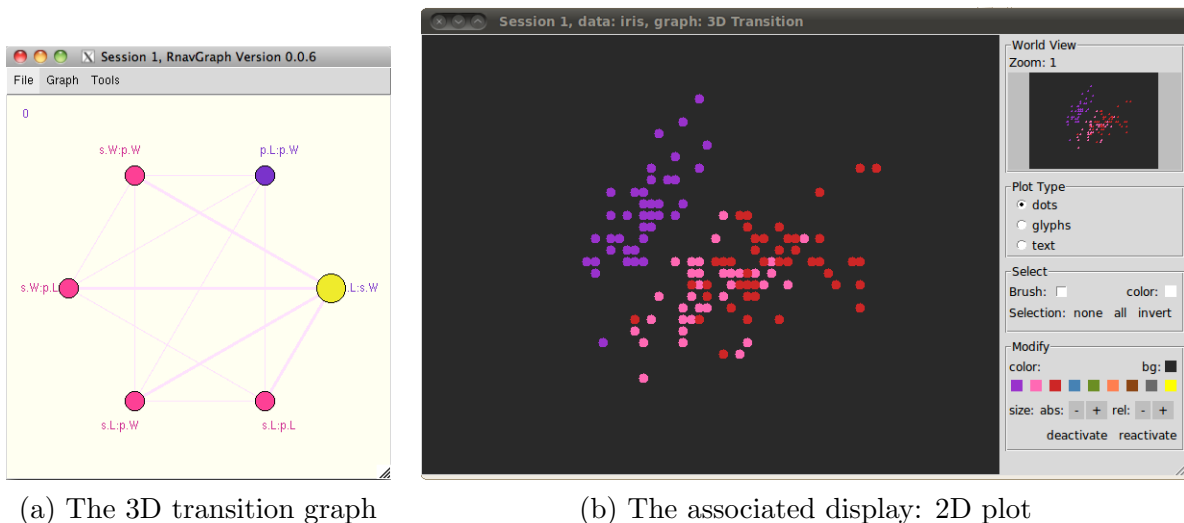 Session 1, RnavGraph Version 0.0.6
File Graph Tools
0
s.W:p.W
p.L:p.W
s.W:p.L
.L:s.W
s.L:p.W
s.L:p.L
(a) The 3D transition graph
Session 1, data: iris, graph: 3D Transition
World View
Zoom: 1
Plot Type
dots
glyphs
text
Select
Brush: color:
Selection: none all invert
Modify
color: bg:
size: abs: - + rel: - +
deactivate reactivate
(b) The associated display: 2D plot